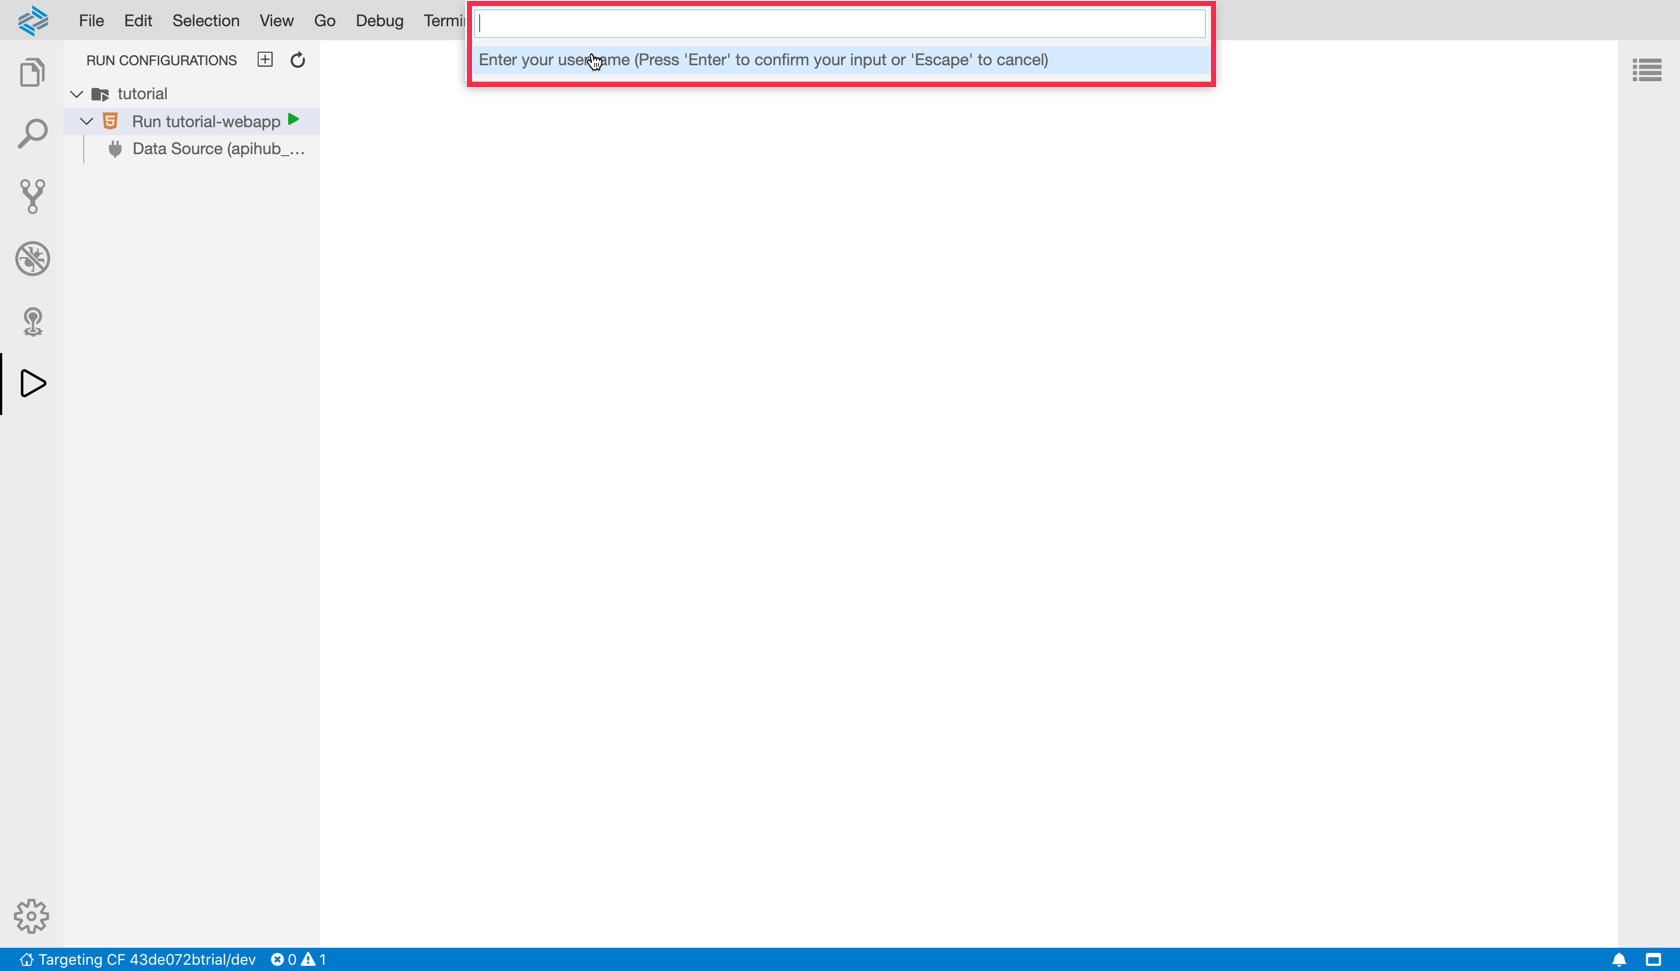 File Edit Selection View Go Debug Termi
Enter your username (Press 'Enter' to confirm your input or 'Escape' to cancel)
RUN CONFIGURATIONS
tutorial
Run tutorial-webapp
Data Source (apihub_...
Targeting CF 43de072btrial/dev 0 1